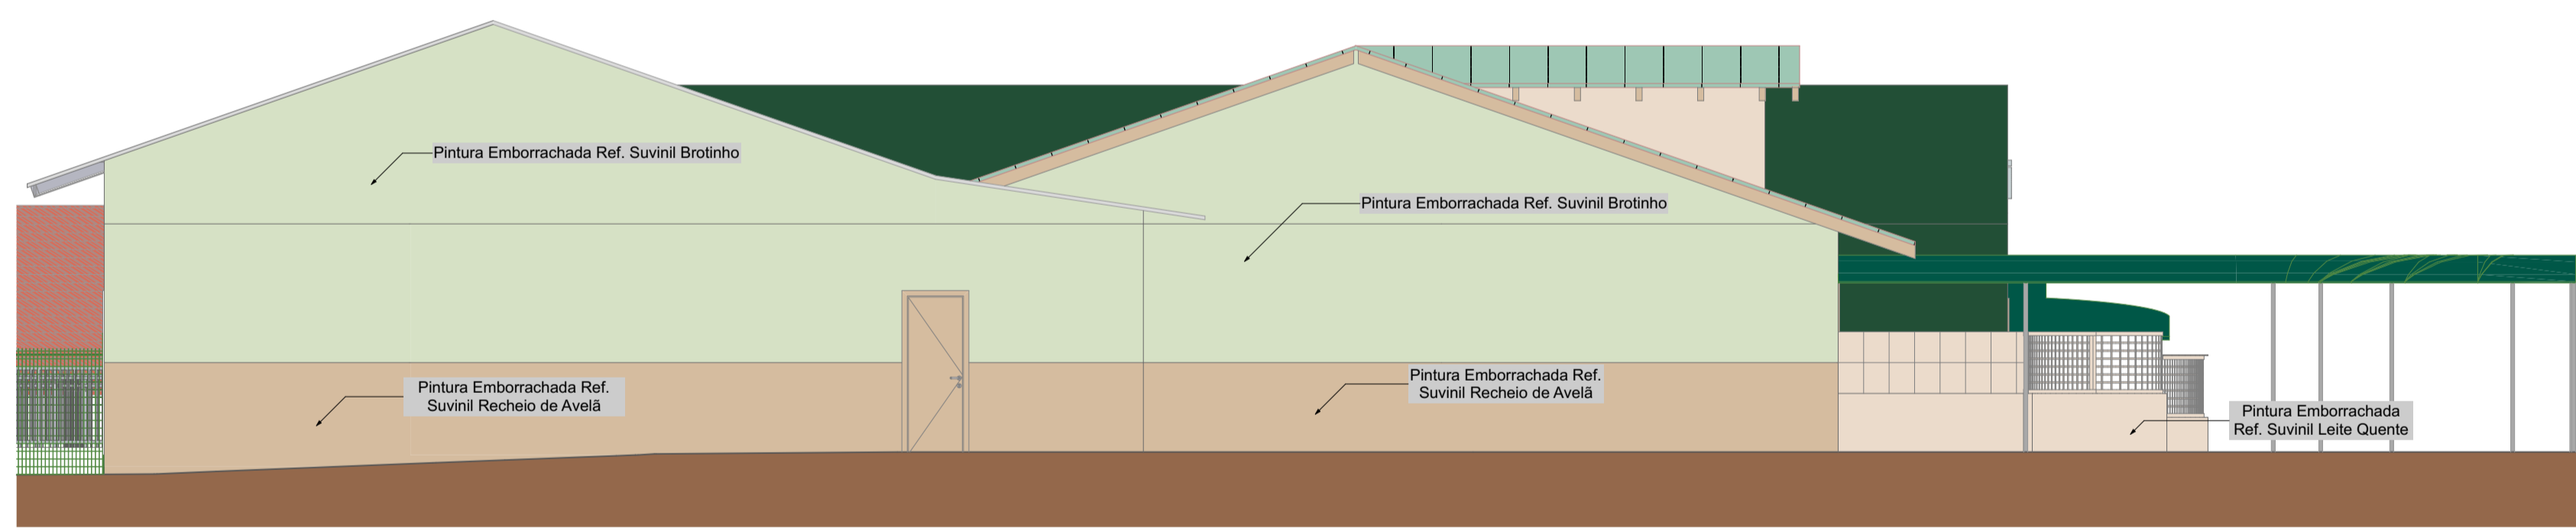 Pintura Emborrachada Ref. Suvinil Brotinho
Pintura Emborrachada Ref. Suvinil Brotinho
Pintura Emborrachada Ref.
Suvinil Recheio de Avelã
Pintura Emborrachada Ref.
Suvinil Recheio de Avelã
Pintura Emborrachada
Ref. Suvinil Leite Quente